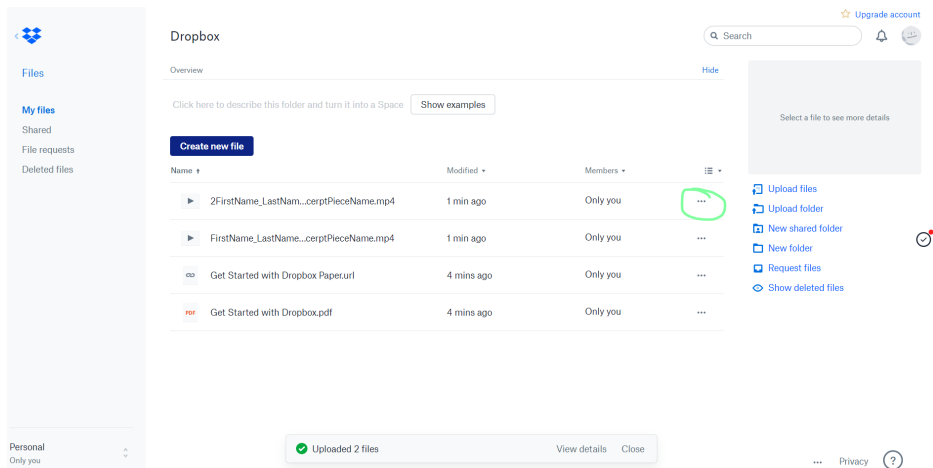 Upgrade account
Dropbox
Search
Files
Overview
Hide
My files
Shared
File requests
Deleted files
Click here to describe this folder and turn it into a Space
Show examples
Select a file to see more details
Create new file
Name
Modified
Members
2FirstName_LastNam...cerptPieceName.mp4
1 min ago
Only you
...
FirstName_LastName...cerptPieceName.mp4
1 min ago
Only you
...
Get Started with Dropbox Paper.url
4 mins ago
Only you
...
PDF
Get Started with Dropbox.pdf
4 mins ago
Only you
...
Upload files
Upload folder
New shared folder
New folder
Request files
Show deleted files
Personal
Only you
Uploaded 2 files
View details
Close
...
Privacy
?